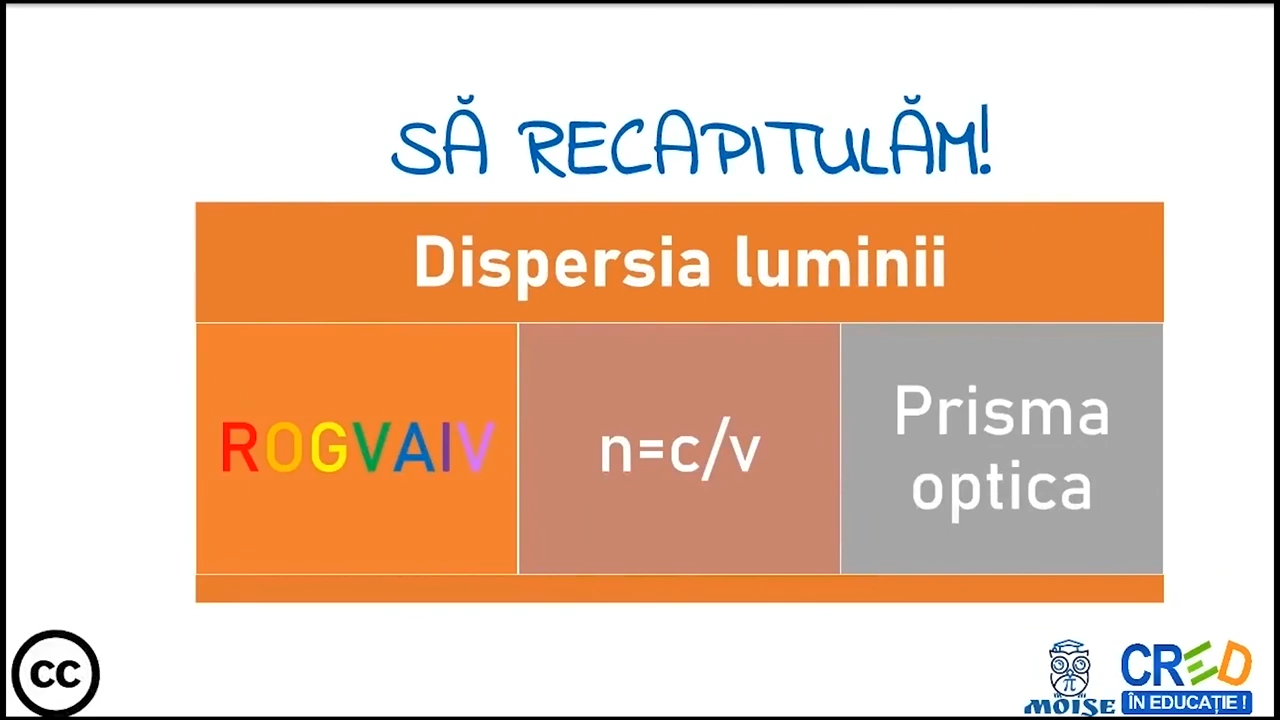 SĂ RECAPITULĂM!
Dispersia luminii
ROGVAIV
n=c/v
Prisma
optica
cc
π
MOISE
CRED
ÎN EDUCAȚIE !